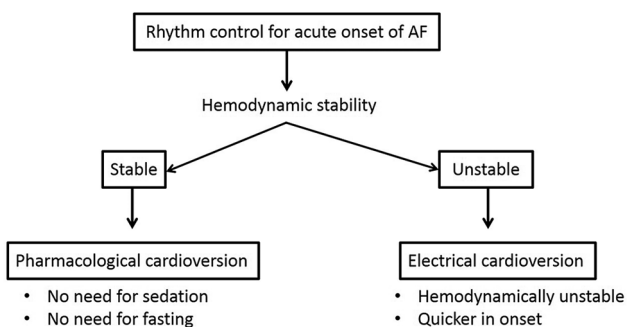 Rhythm control for acute onset of AF
Hemodynamic stability
Stable
Unstable
Pharmacological cardioversion
• No need for sedation
• No need for fasting
Electrical cardioversion
• Hemodynamically unstable
• Quicker in onset